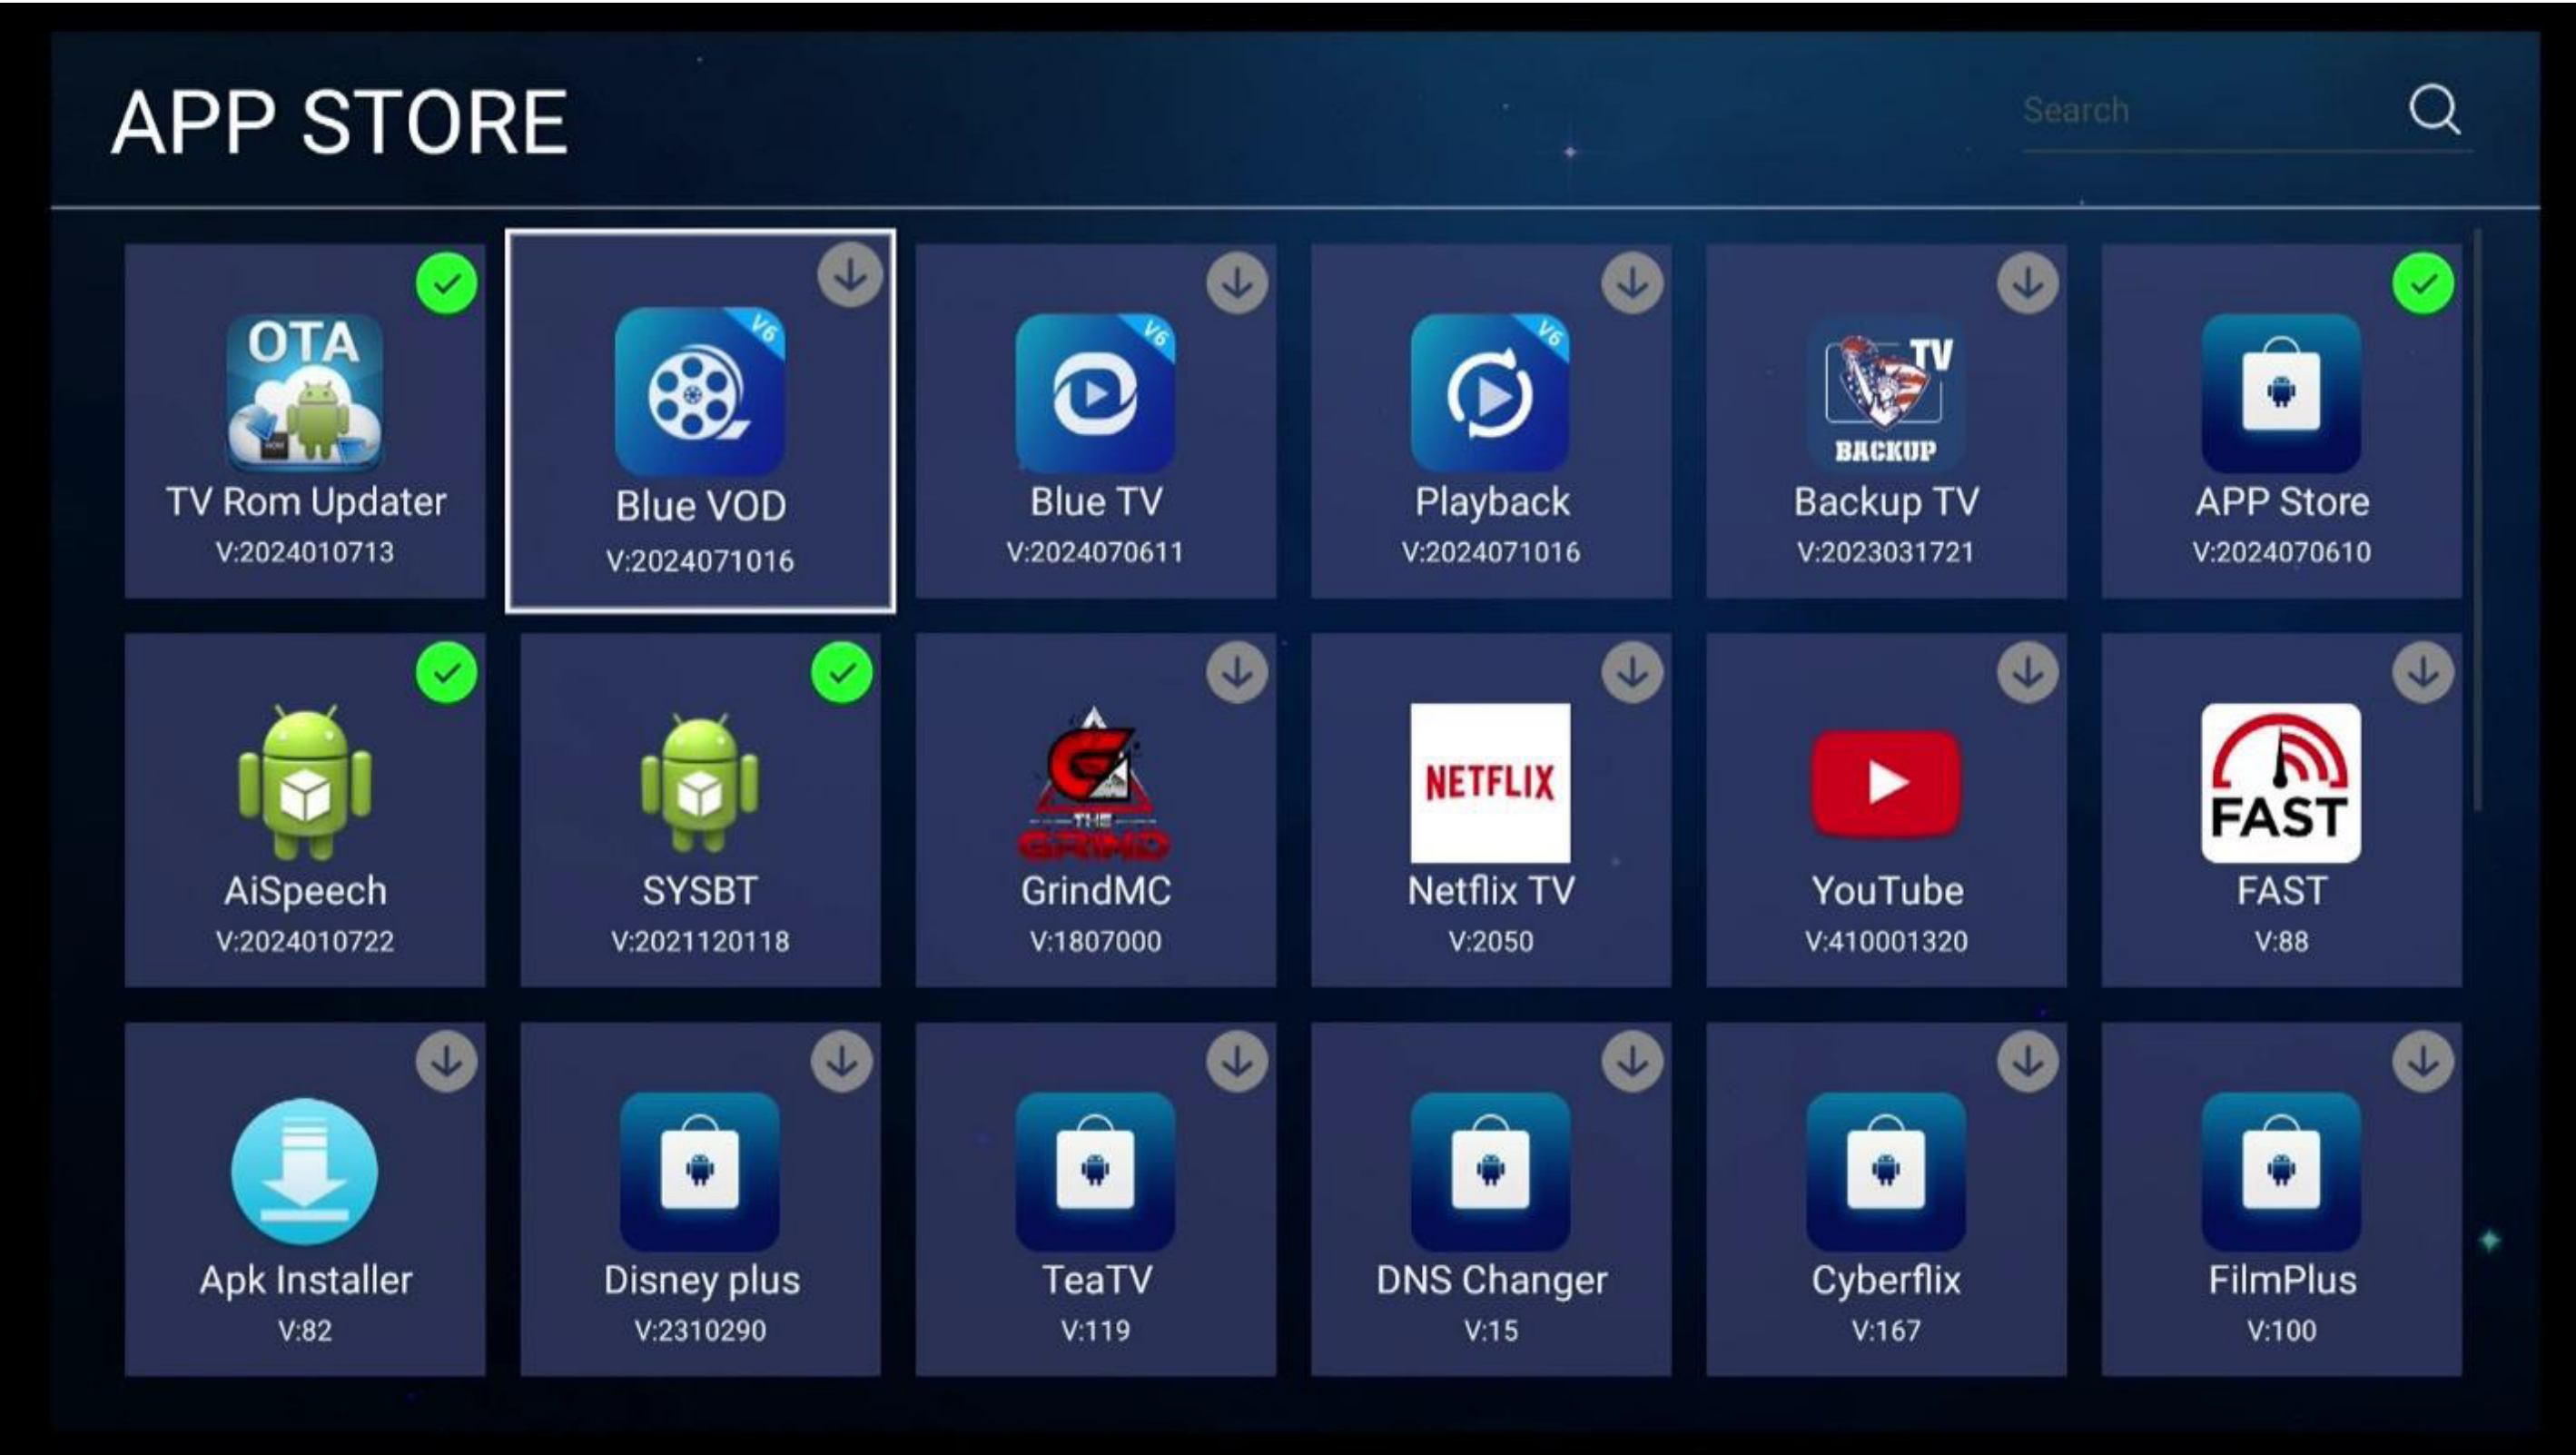 APP STORE
Search
OTA
TV Rom Updater
V:2024010713
V6
Blue VOD
V:2024071016
V6
Blue TV
V:2024070611
V6
Playback
V:2024071016
TV
BACKUP
Backup TV
V:2023031721
APP Store
V:2024070610
AiSpeech
V:2024010722
SYSBT
V:2021120118
THE
GRIND
GrindMC
V:1807000
NETFLIX
Netflix TV
V:2050
YouTube
V:410001320
FAST
FAST
V:88
Apk Installer
V:82
Disney plus
V:2310290
TeaTV
V:119
DNS Changer
V:15
Cyberflix
V:167
FilmPlus
V:100